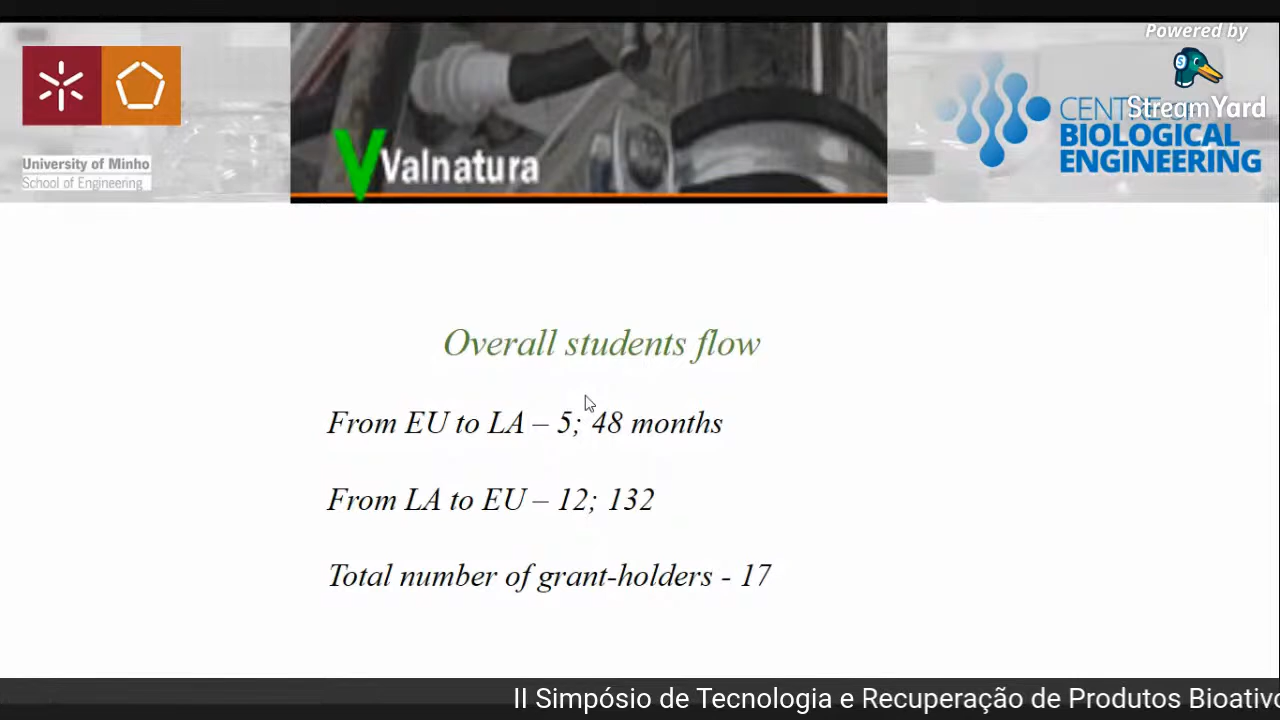 Powered by
StreamYard
University of Minho
School of Engineering
Valnatura
CENTRE OF
BIOLOGICAL
ENGINEERING
Overall students flow
From EU to LA – 5; 48 months
From LA to EU – 12; 132
Total number of grant-holders - 17
II Simpósio de Tecnologia e Recuperação de Produtos Bioativo